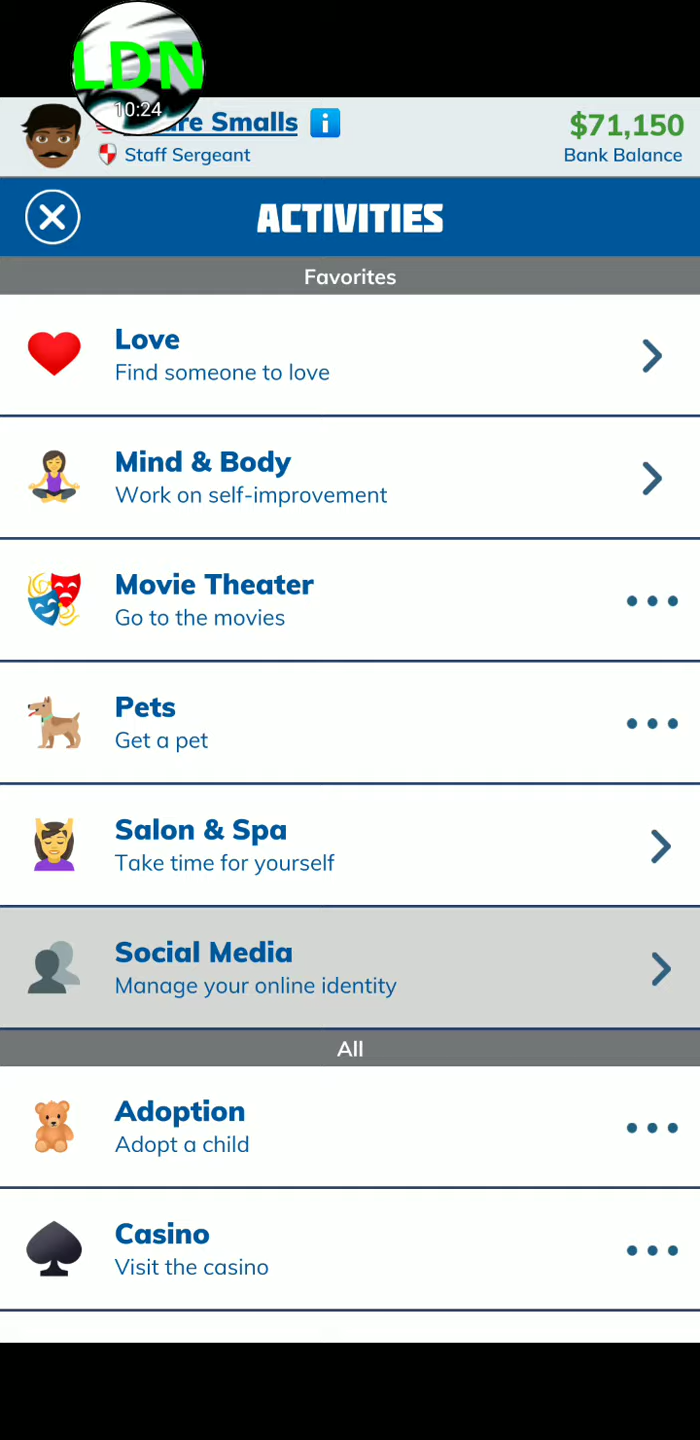 LDN
10:24
Smalls
$71,150
Staff Sergeant
Bank Balance
ACTIVITIES
Favorites
Love
Find someone to love
Mind & Body
Work on self-improvement
Movie Theater
Go to the movies
Pets
Get a pet
Salon & Spa
Take time for yourself
Social Media
Manage your online identity
All
Adoption
Adopt a child
Casino
Visit the casino